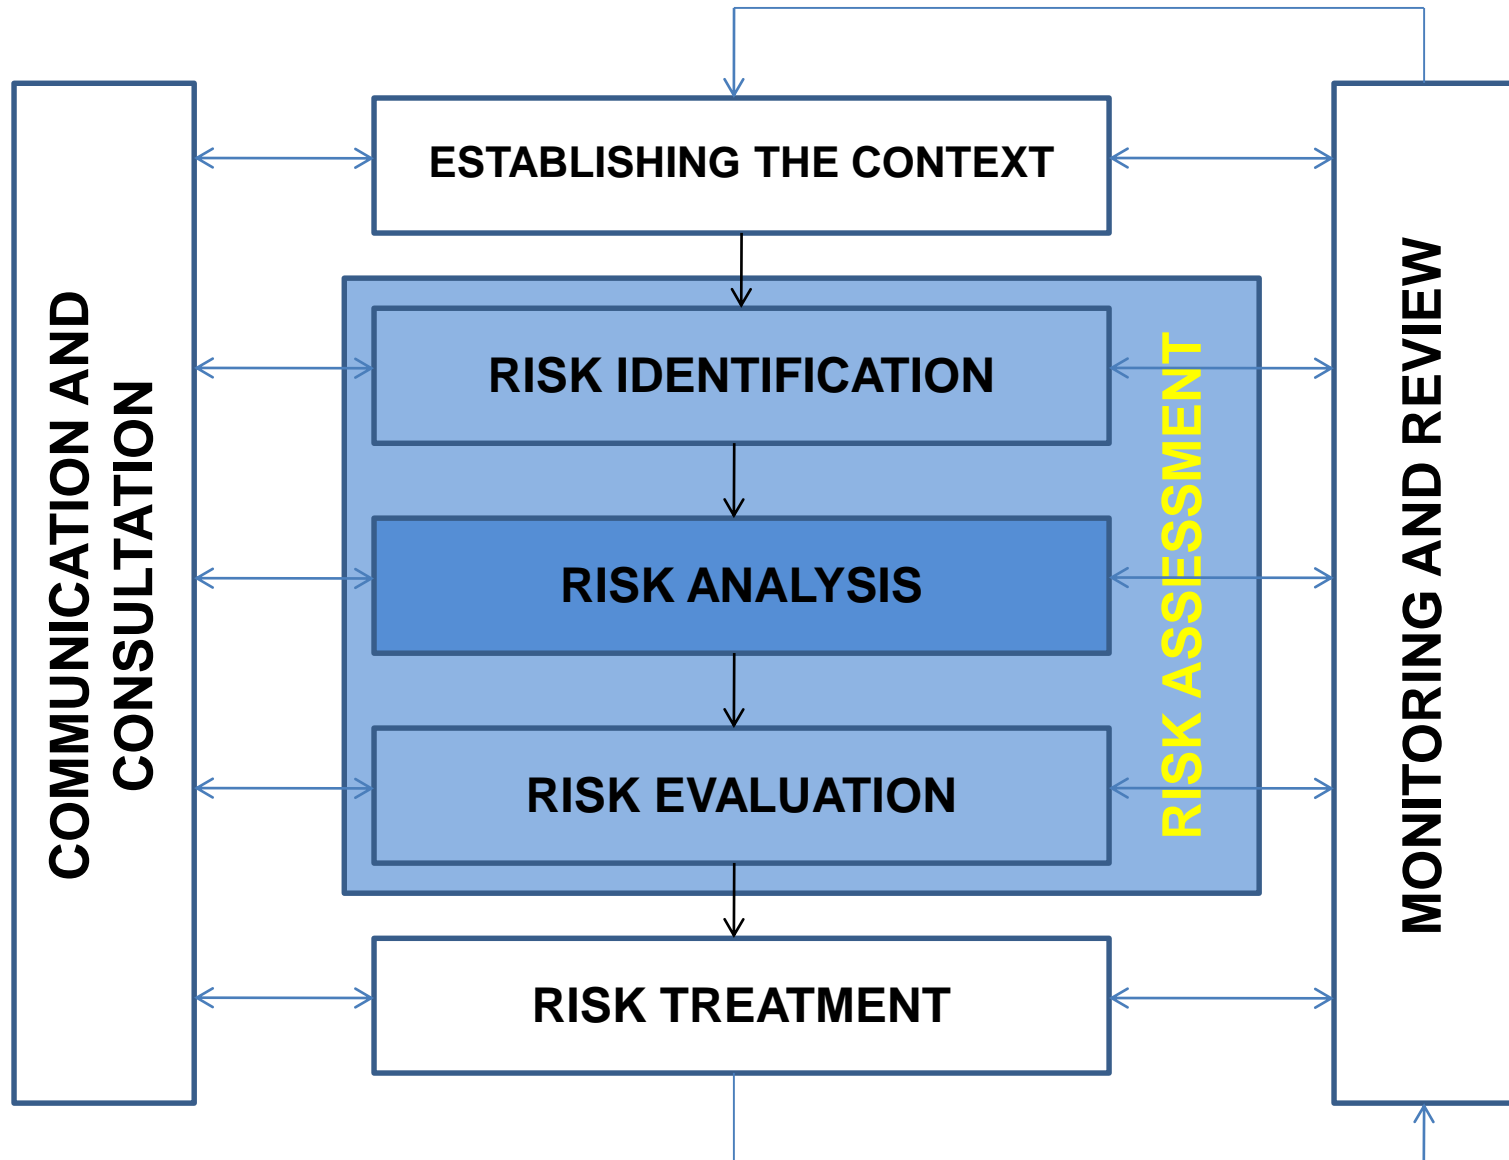 COMMUNICATION AND
CONSULTATION
ESTABLISHING THE CONTEXT
RISK IDENTIFICATION
RISK ANALYSIS
RISK EVALUATION
RISK ASSESSMENT
RISK TREATMENT
MONITORING AND REVIEW